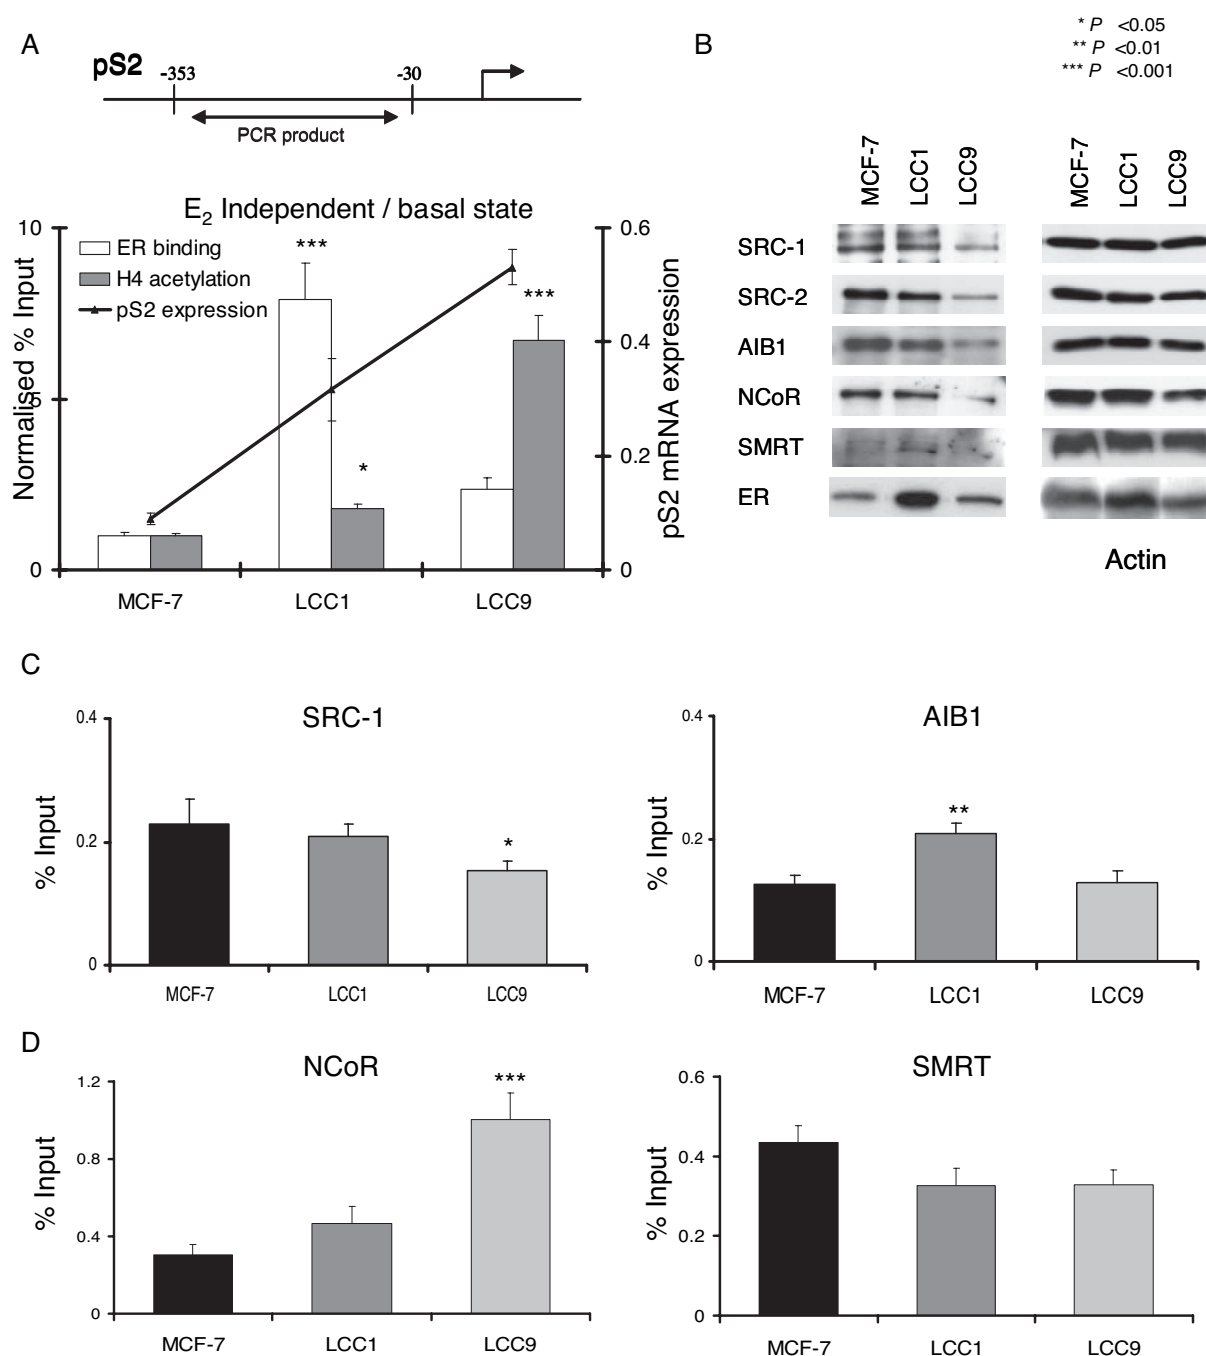 A
pS2 -353 -30
PCR product
E2 Independent / basal state
10
5
0
Normalised % Input
ER binding
H4 acetylation
pS2 expression
***
*
***
0.6
0.4
0.2
0
pS2 mRNA expression
MCF-7 LCC1 LCC9
B
* P <0.05
** P <0.01
*** P <0.001
MCF-7 LCC1 LCC9 MCF-7 LCC1 LCC9
SRC-1
SRC-2
AIB1
NCoR
SMRT
ER
Actin
C
SRC-1
0.4
0.2
0
% Input
*
MCF-7 LCC1 LCC9
AIB1
0.4
0.2
0
% Input
**
MCF-7 LCC1 LCC9
D
NCoR
1.2
0.8
0.4
0
% Input
***
MCF-7 LCC1 LCC9
SMRT
0.6
0.4
0.2
0
% Input
MCF-7 LCC1 LCC9